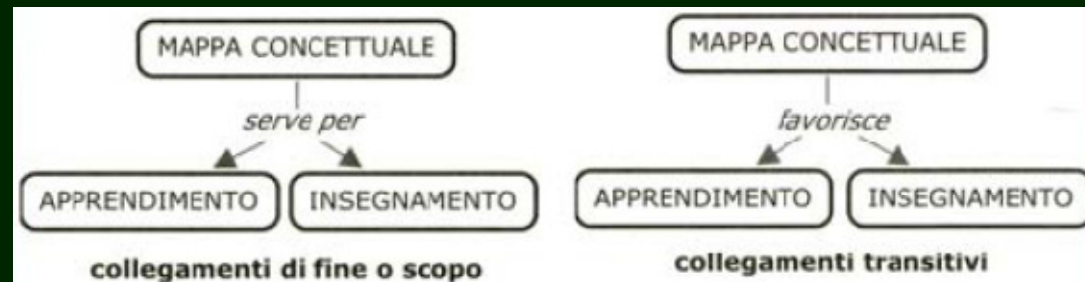 MAPPA CONCETTUALE
serve per
APPRENDIMENTO
INSEGNAMENTO
collegamenti di fine o scopo
MAPPA CONCETTUALE
favorisce
APPRENDIMENTO
INSEGNAMENTO
collegamenti transitivi